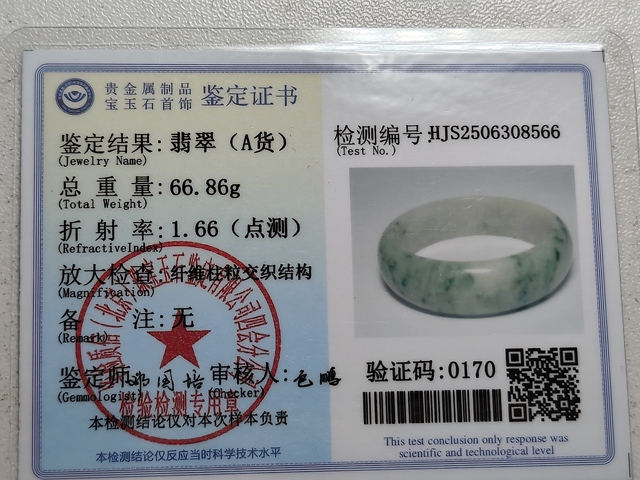 贵金属制品
宝玉石首饰 鉴定证书
鉴定结果: 翡翠（A货）
(Jewelry Name)
总重量: 66.86g
(Total Weight)
折射率: 1.66（点测）
(RefractiveIndex)
放大检查: 纤维柱粒交织结构
(Magnification)
备注: 无
(Remark)
鉴定师: 审核人:
(Gemmologist) (Checker)
检验检测专用章
本检测结论仅对本次样本负责
本检测结论仅反应当时科学技术水平
检测编号: HJS2506308566
(Test No.)
验证码: 0170
This test conclusion only response was
scientific and technological level